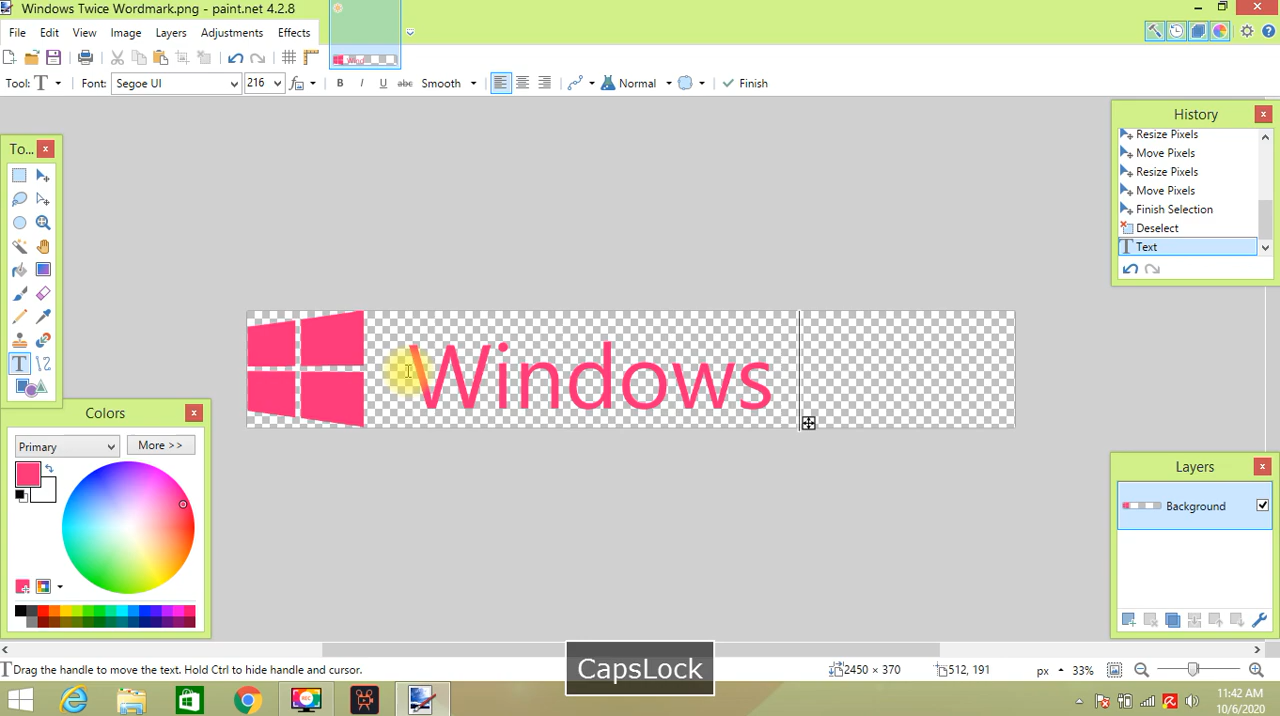 Windows Twice Wordmark.png - paint.net 4.2.8
File Edit View Image Layers Adjustments Effects
Tool: T Font: Segoe UI 216 fx B I U abc Smooth Normal Finish
To...
History
Resize Pixels
Move Pixels
Resize Pixels
Move Pixels
Finish Selection
Deselect
Text
Windows
Colors
Primary More >>
Layers
Background
CapsLock
Drag the handle to move the text. Hold Ctrl to hide handle and cursor. 2450 × 370 512, 191 px 33%
11:42 AM
10/6/2020